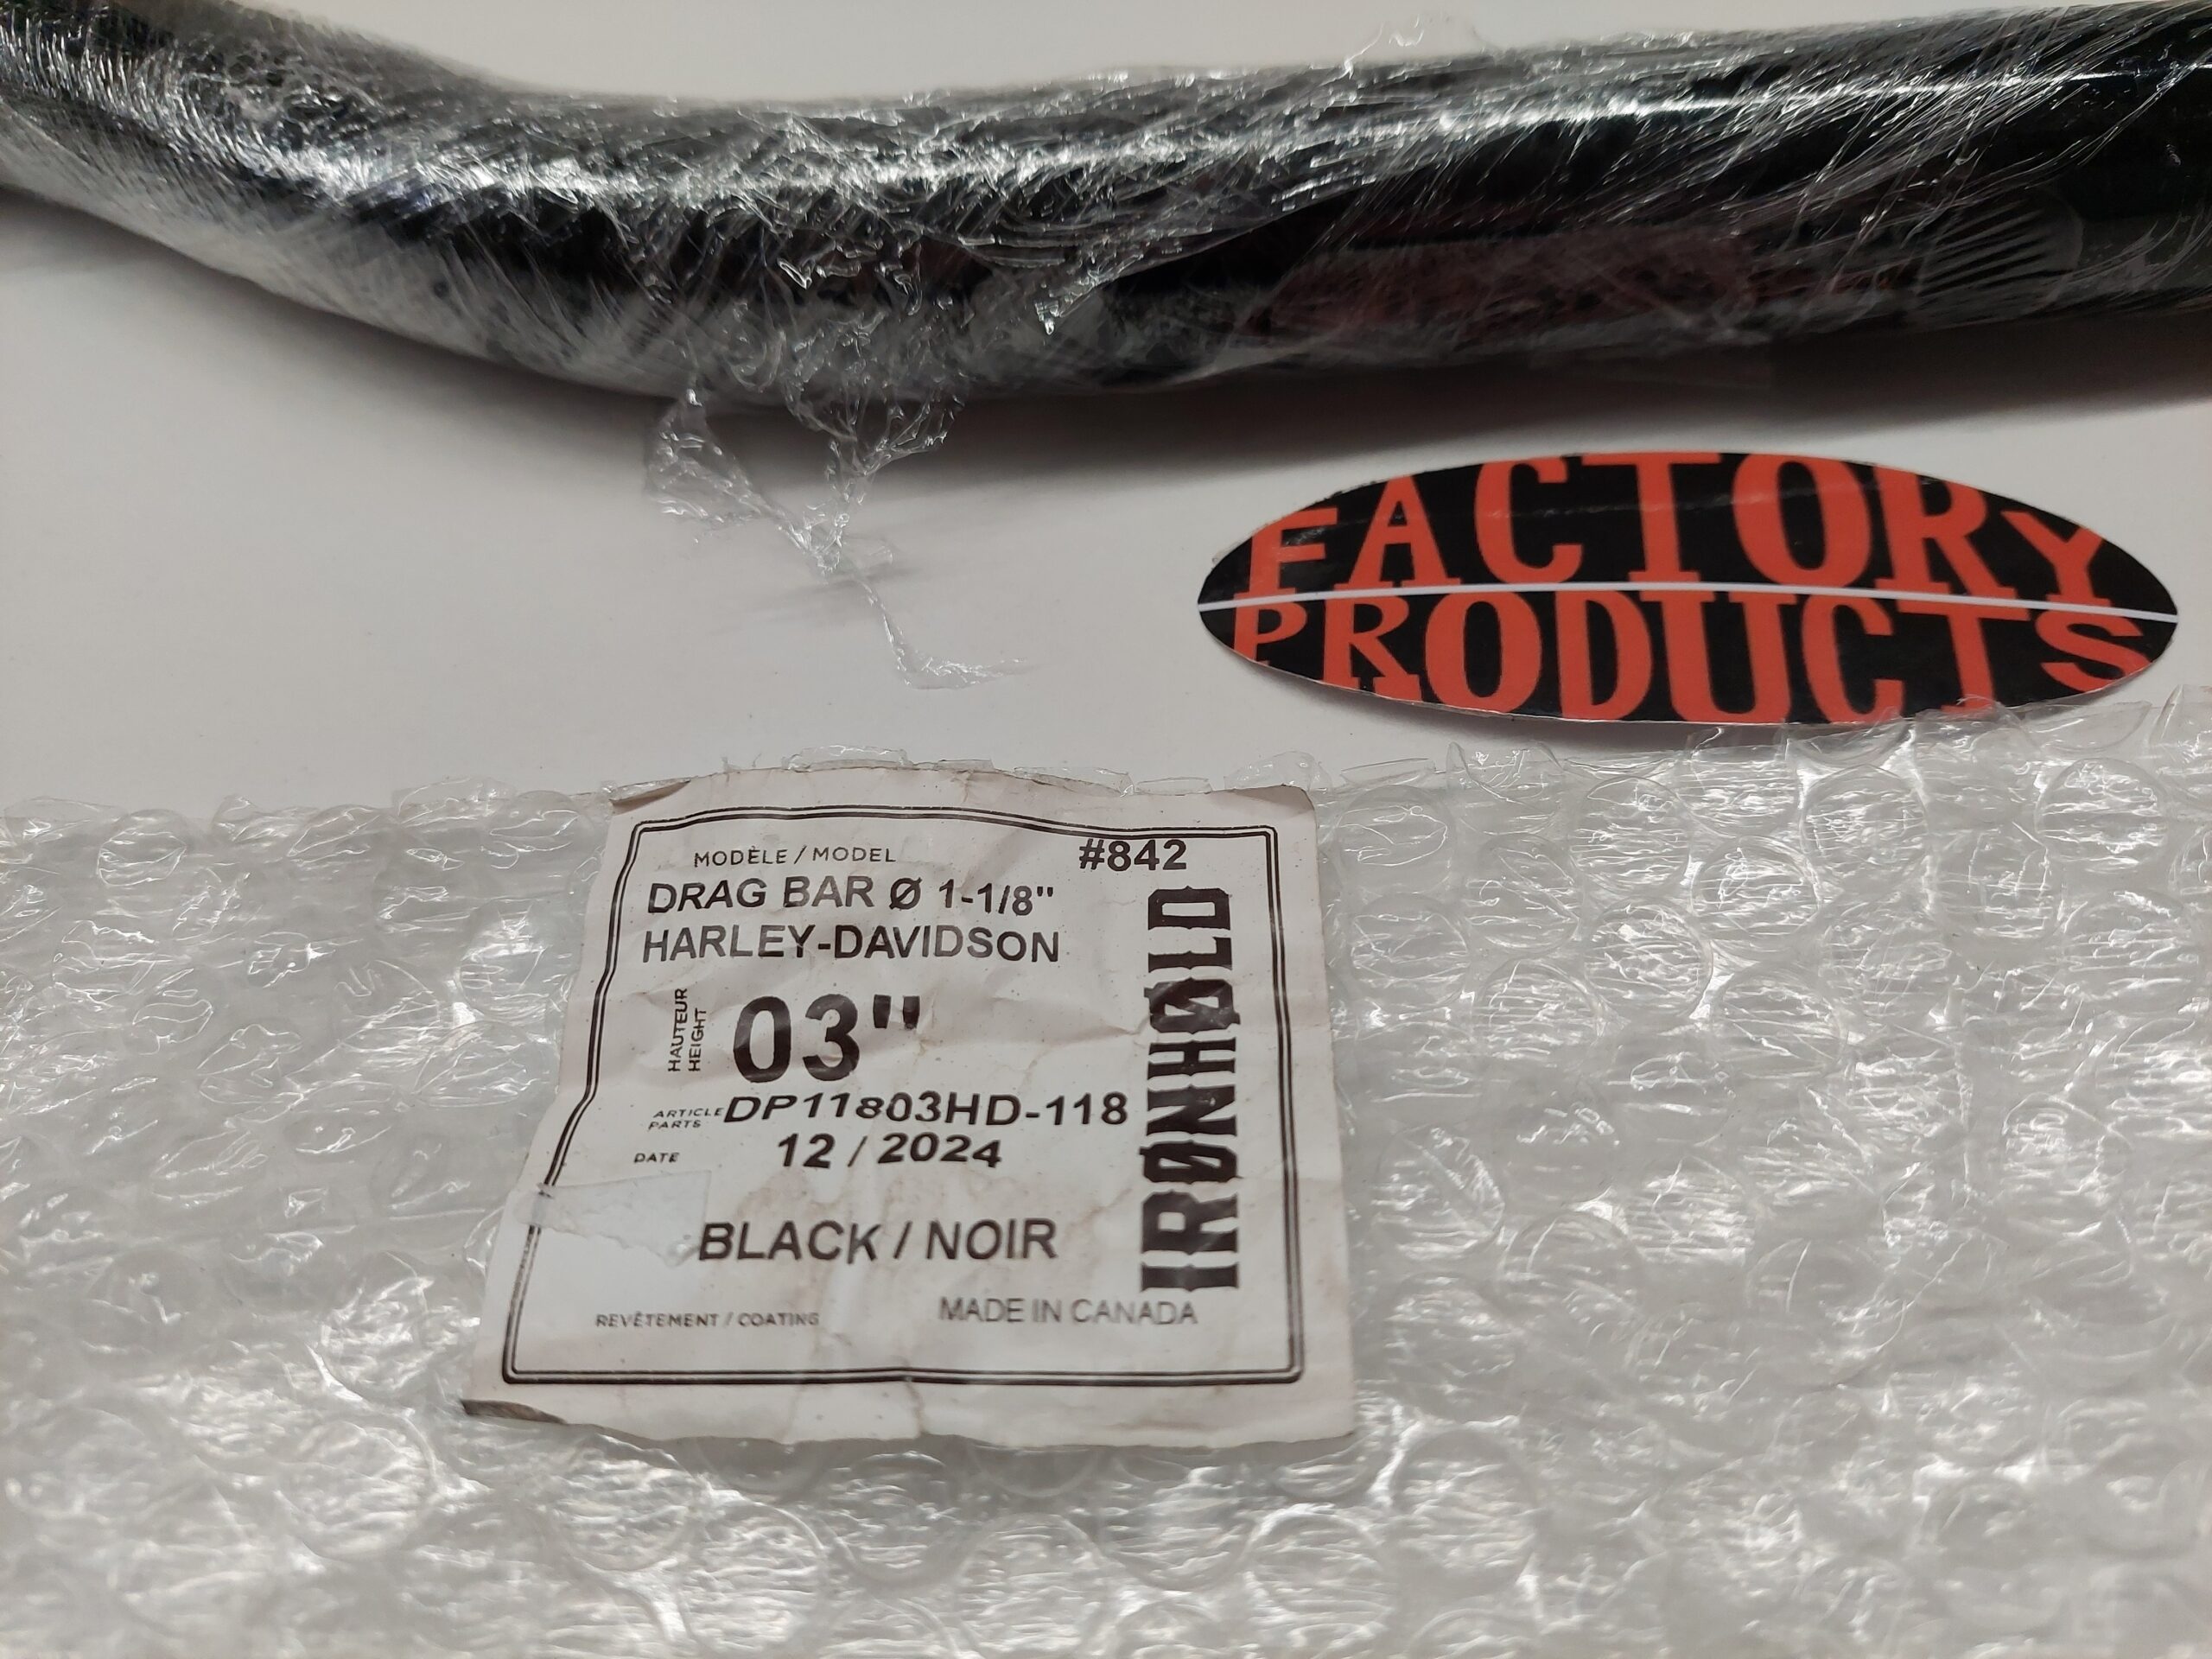 FACTORY
PRODUCTS
MODÈLE / MODEL
#842
DRAG BAR Ø 1-1/8"
HARLEY-DAVIDSON
HAUTEUR
HEIGHT
03"
ARTICLE
PARTS
DP11803HD-118
DATE
12 / 2024
BLACK / NOIR
REVÊTEMENT / COATING
MADE IN CANADA
IRØNHØLD